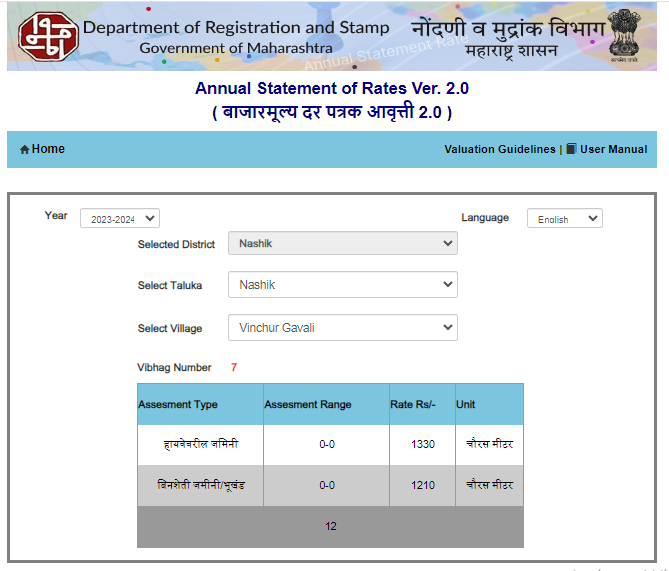 Department of Registration and Stamp
Government of Maharashtra
नोंदणी व मुद्रांक विभाग
महाराष्ट्र शासन
Annual Statement Rate
Annual Statement of Rates Ver. 2.0
( बाजारमूल्य दर पत्रक आवृत्ती 2.0 )
Home Valuation Guidelines | User Manual
Year 2023-2024 Language English
Selected District Nashik
Select Taluka Nashik
Select Village Vinchur Gavali
Vibhag Number 7
Assesment Type Assesment Range Rate Rs/- Unit
हायवेवरील जमिनी 0-0 1330 चौरस मीटर
बिनशेती जमीनी/भूखंड 0-0 1210 चौरस मीटर
12